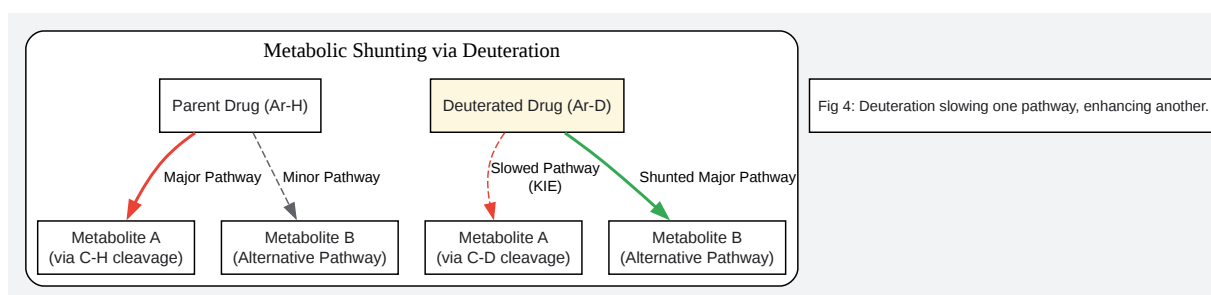 Metabolic Shunting via Deuteration
Parent Drug (Ar-H)
Deuterated Drug (Ar-D)
Fig 4: Deuteration slowing one pathway, enhancing another.
Major Pathway
Minor Pathway
Slowed Pathway
(KIE)
Shunted Major Pathway
Metabolite A
(via C-H cleavage)
Metabolite B
(Alternative Pathway)
Metabolite A
(via C-D cleavage)
Metabolite B
(Alternative Pathway)